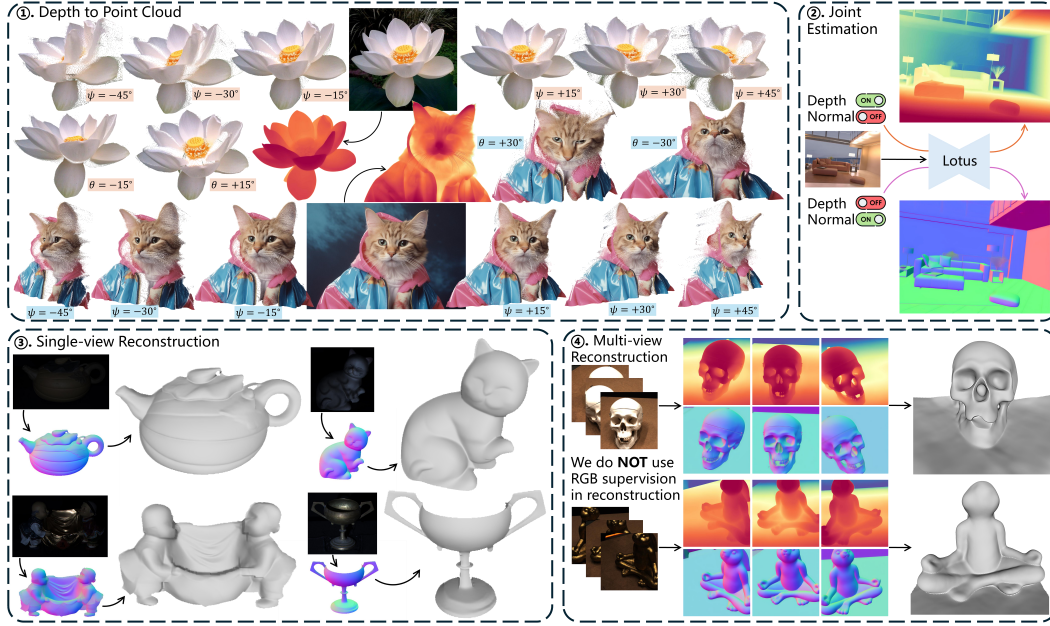 ①. Depth to Point Cloud
ψ = −45°
ψ = −30°
ψ = −15°
ψ = +15°
ψ = +30°
ψ = +45°
θ = −15°
θ = +15°
θ = +30°
θ = −30°
ψ = −45°
ψ = −30°
ψ = −15°
ψ = +15°
ψ = +30°
ψ = +45°
②. Joint
Estimation
Depth ON
Normal OFF
Lotus
Depth OFF
Normal ON
③. Single-view Reconstruction
④. Multi-view
Reconstruction
We do NOT use
RGB supervision
in reconstruction